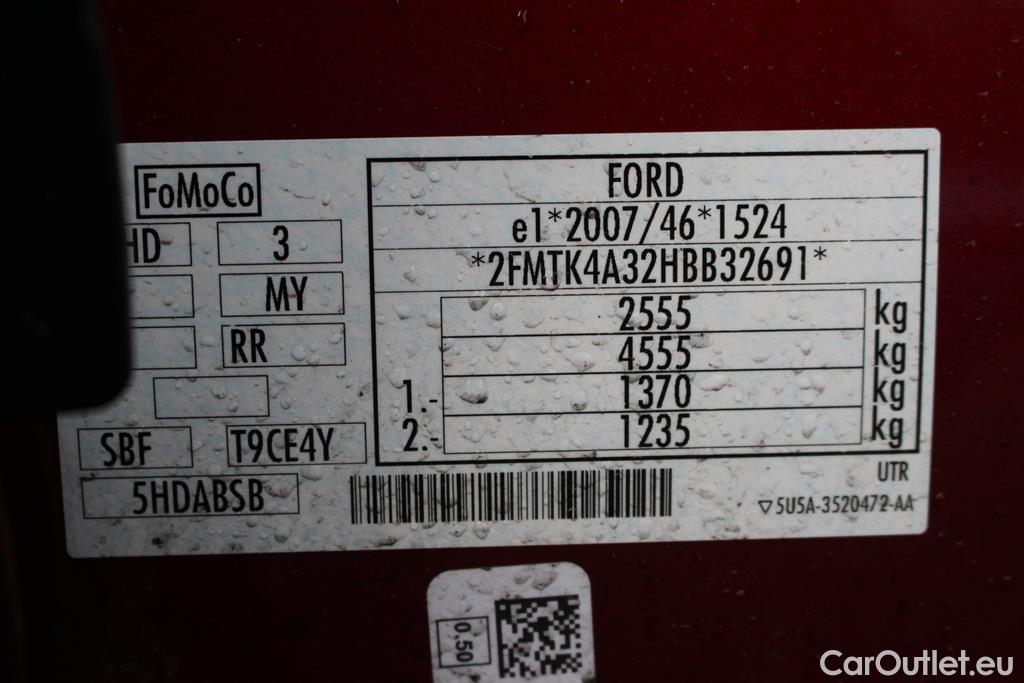 FoMoCo
HD 3
MY
RR
SBF T9CE4Y
5HDABSB
FORD
e1*2007/46*1524
*2FMTK4A32HBB32691*
2555 kg
4555 kg
1.- 1370 kg
2.- 1235 kg
UTR
5U5A-3520472-AA
0,50
CarOutlet.eu